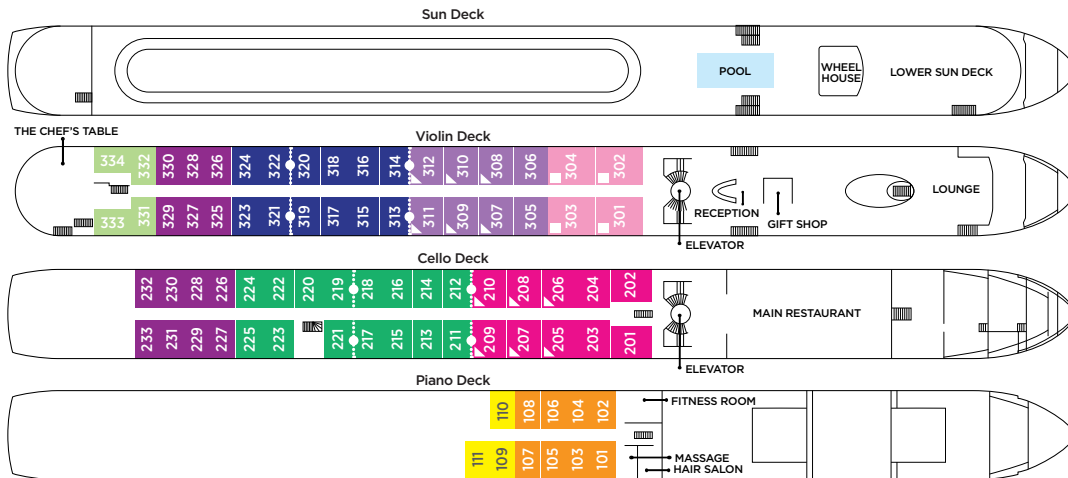 Sun Deck
POOL
WHEEL
HOUSE
LOWER SUN DECK
THE CHEF'S TABLE
Violin Deck
334 332 330 328 326 324 322 320 318 316 314 312 310 308 306 304 302
333 331 329 327 325 323 321 319 317 315 313 311 309 307 305 303 301
RECEPTION
GIFT SHOP
LOUNGE
ELEVATOR
Cello Deck
232 230 228 226 224 222 220 219 218 216 214 212 210 208 206 204 202
233 231 229 227 225 223 221 217 215 213 211 209 207 205 203 201
MAIN RESTAURANT
ELEVATOR
Piano Deck
110 108 106 104 102
111 109 107 105 103 101
FITNESS ROOM
MASSAGE
HAIR SALON